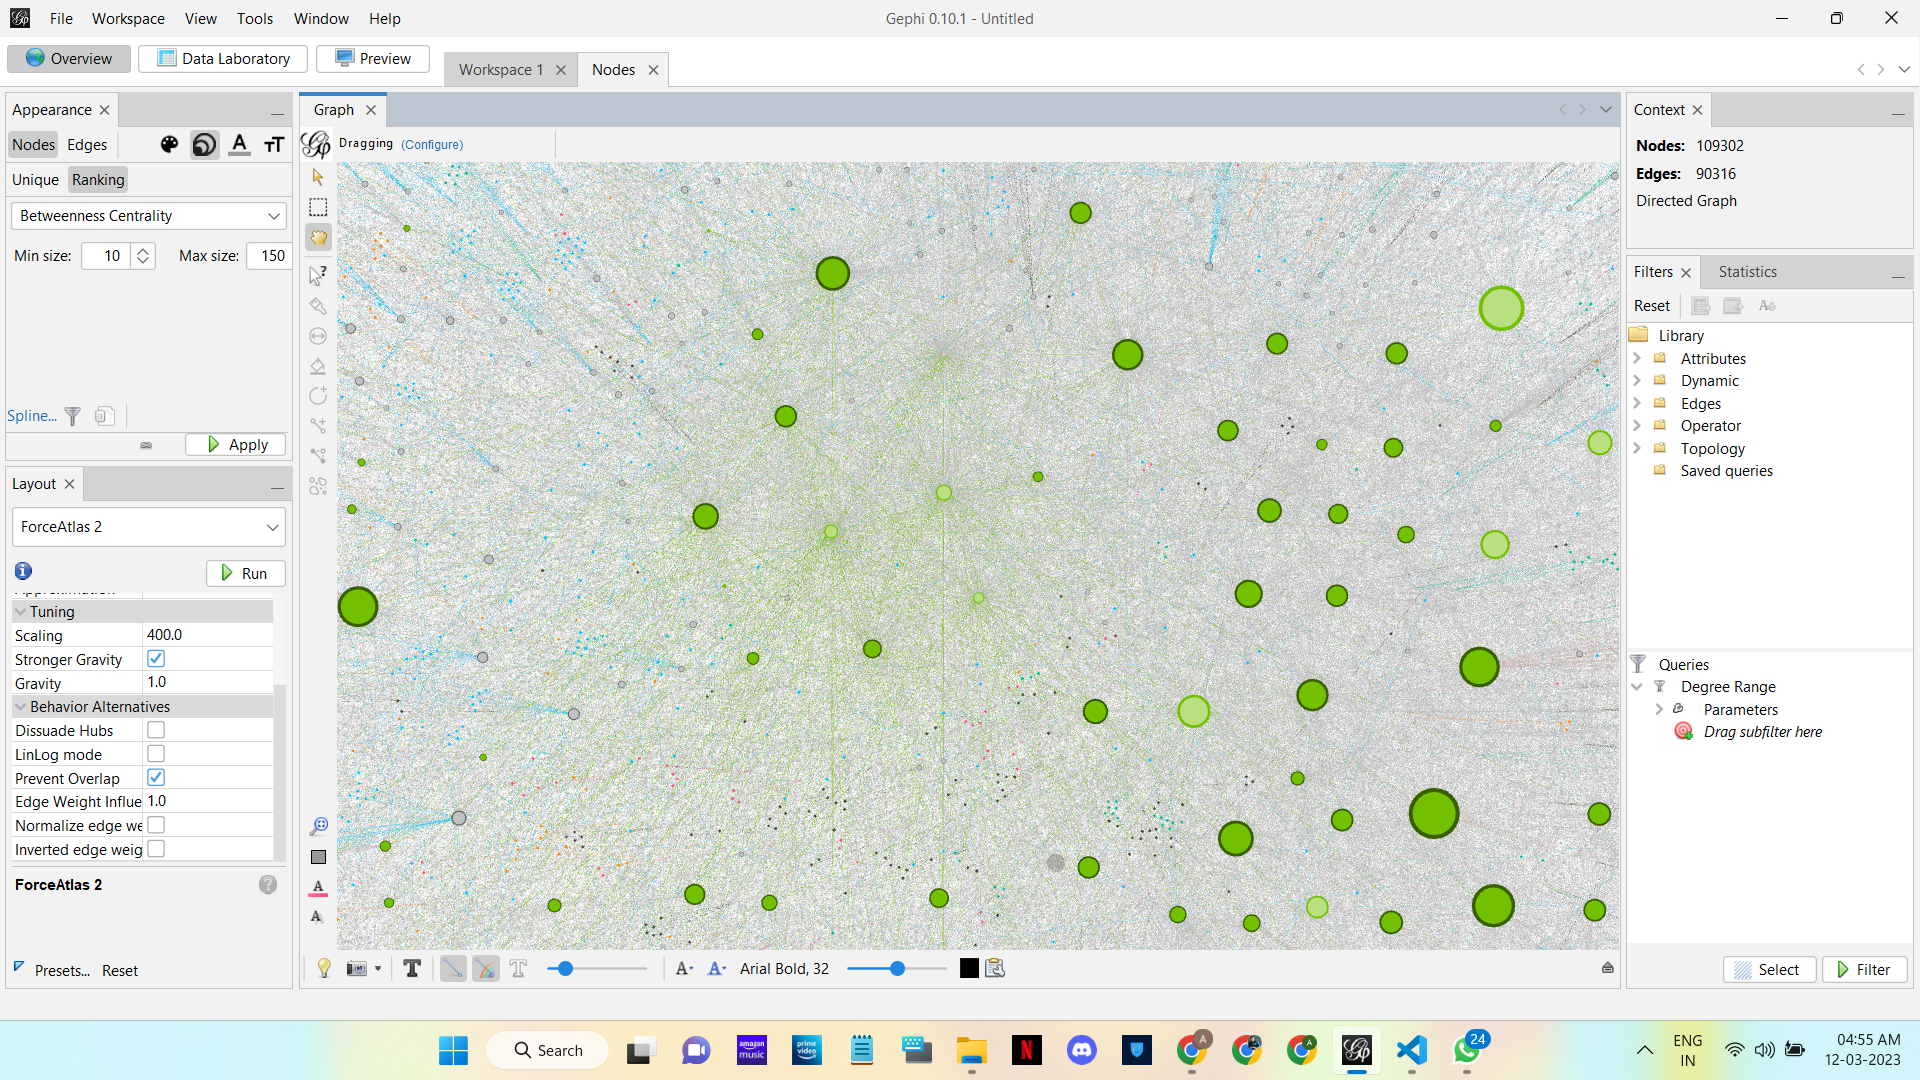 File Workspace View Tools Window Help
Gephi 0.10.1 - Untitled
Overview Data Laboratory Preview
Workspace 1 Nodes
Appearance
Nodes Edges
Unique Ranking
Betweenness Centrality
Min size: 10 Max size: 150
Spline...
Apply
Layout
ForceAtlas 2
Run
Tuning
Scaling 400.0
Stronger Gravity
Gravity 1.0
Behavior Alternatives
Dissuade Hubs
LinLog mode
Prevent Overlap
Edge Weight Influe 1.0
Normalize edge we
Inverted edge weig
ForceAtlas 2
Presets... Reset
Graph
Dragging (Configure)
Arial Bold, 32
Context
Nodes: 109302
Edges: 90316
Directed Graph
Filters Statistics
Reset
Library
Attributes
Dynamic
Edges
Operator
Topology
Saved queries
Queries
Degree Range
Parameters
Drag subfilter here
Select Filter
Search
amazon music
prime video
24
ENG
IN
04:55 AM
12-03-2023